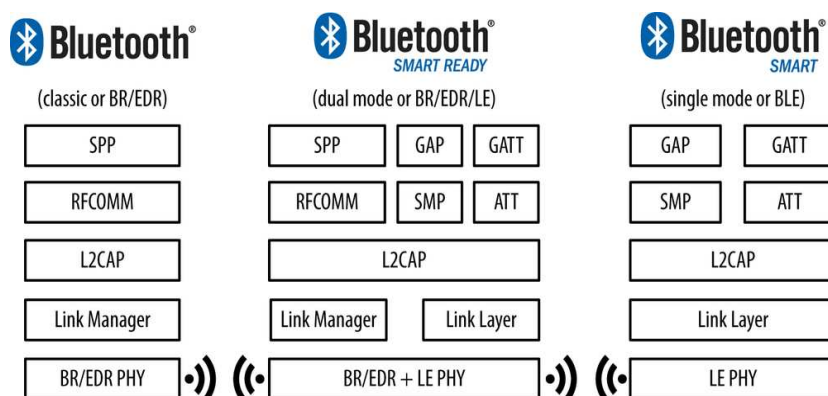 Bluetooth®
(classic or BR/EDR)
SPP
RFCOMM
L2CAP
Link Manager
BR/EDR PHY
Bluetooth®
SMART READY
(dual mode or BR/EDR/LE)
SPP GAP GATT
RFCOMM SMP ATT
L2CAP
Link Manager Link Layer
BR/EDR + LE PHY
Bluetooth®
SMART
(single mode or BLE)
GAP GATT
SMP ATT
L2CAP
Link Layer
LE PHY